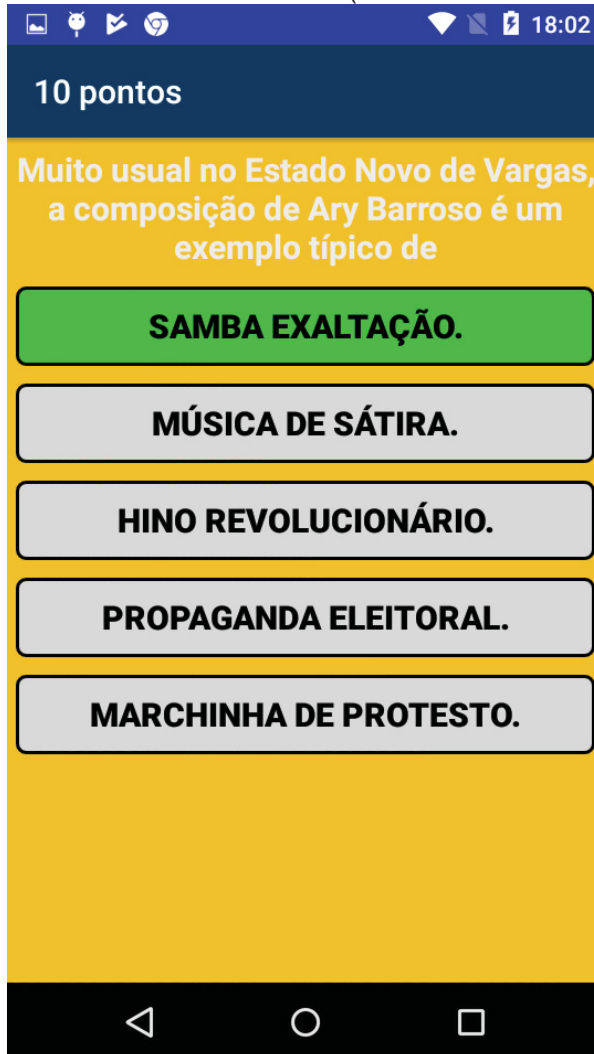 18:02
10 pontos
Muito usual no Estado Novo de Vargas,
a composição de Ary Barroso é um
exemplo típico de
SAMBA EXALTAÇÃO.
MÚSICA DE SÁTIRA.
HINO REVOLUCIONÁRIO.
PROPAGANDA ELEITORAL.
MARCHINHA DE PROTESTO.